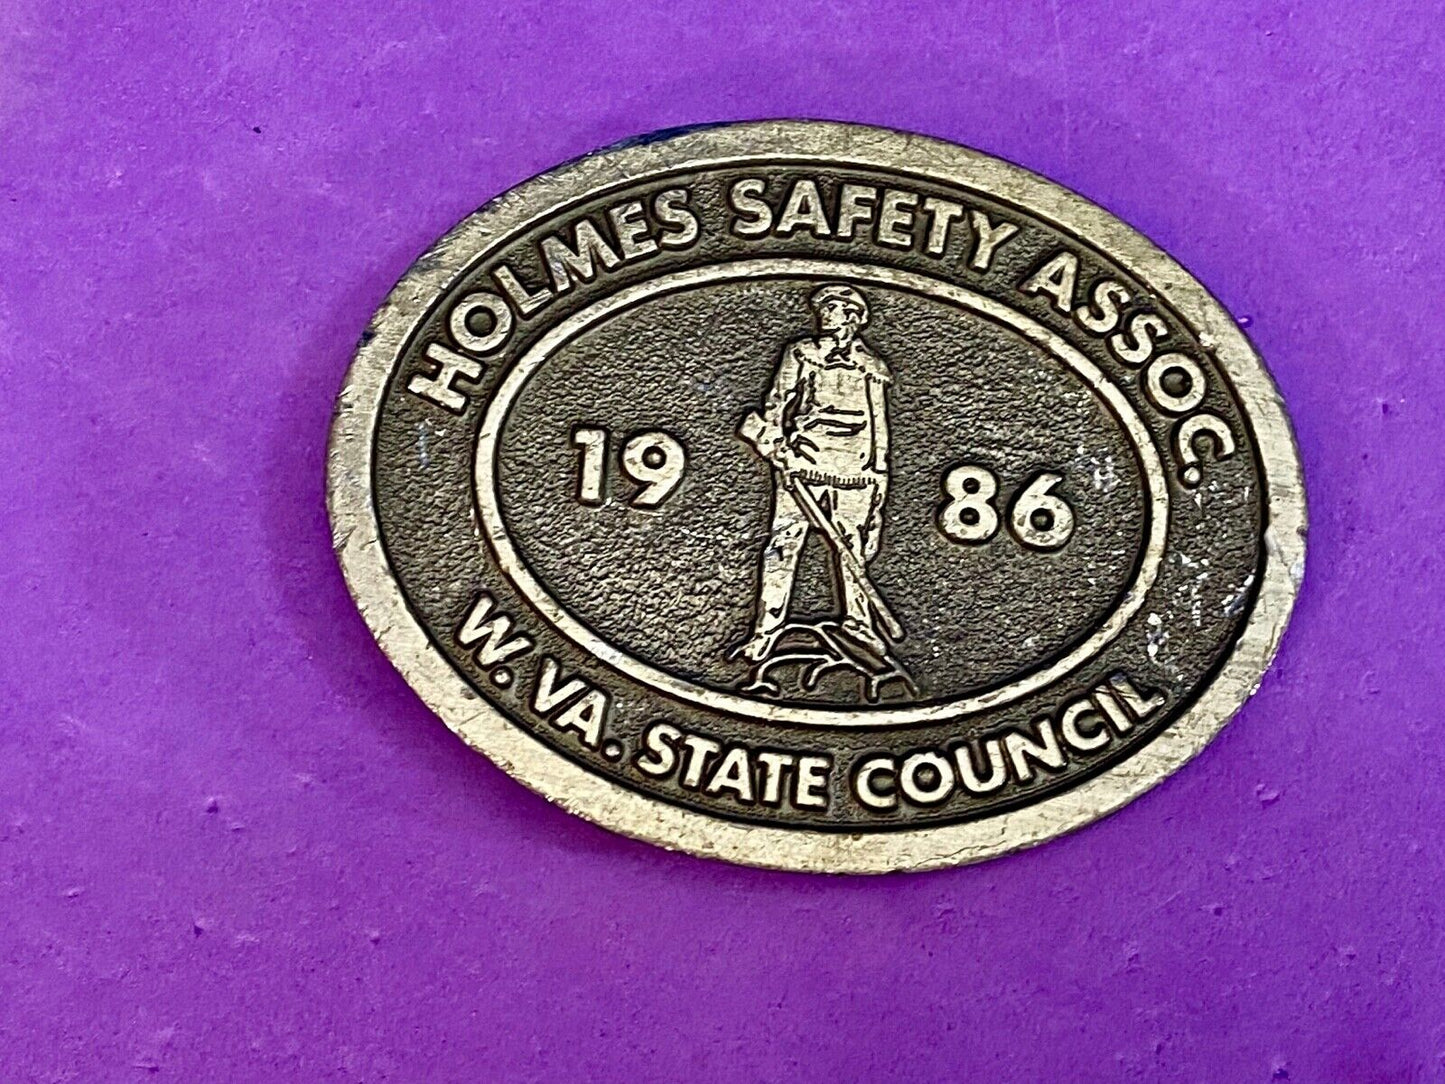 HOLMES SAFETY ASSOC.
19 86
W. VA. STATE COUNCIL